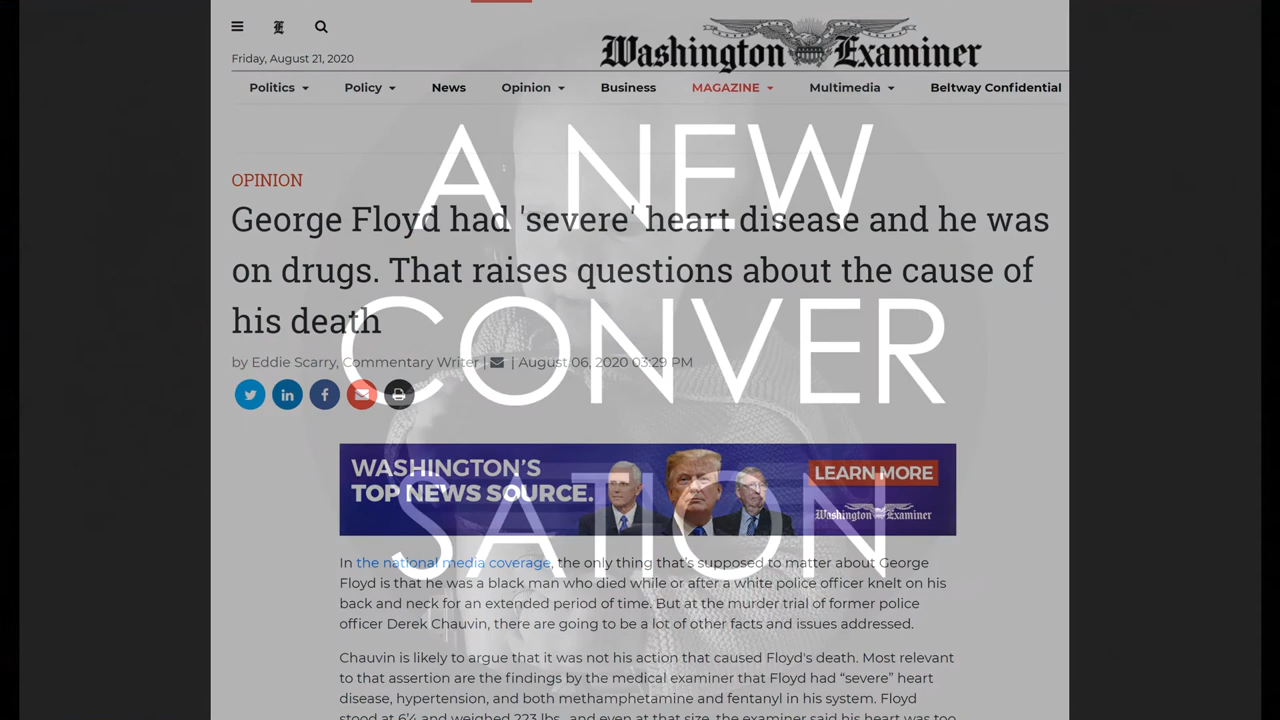 Washington Examiner
Friday, August 21, 2020
Politics Policy News Opinion Business MAGAZINE Multimedia Beltway Confidential
A NEW
CONVER
SATION
OPINION
George Floyd had 'severe' heart disease and he was
on drugs. That raises questions about the cause of
his death
by Eddie Scarry, Commentary Writer | | August 06, 2020 03:29 PM
WASHINGTON'S
TOP NEWS SOURCE.
LEARN MORE
Washington Examiner
In the national media coverage, the only thing that's supposed to matter about George
Floyd is that he was a black man who died while or after a white police officer knelt on his
back and neck for an extended period of time. But at the murder trial of former police
officer Derek Chauvin, there are going to be a lot of other facts and issues addressed.
Chauvin is likely to argue that it was not his action that caused Floyd's death. Most relevant
to that assertion are the findings by the medical examiner that Floyd had “severe” heart
disease, hypertension, and both methamphetamine and fentanyl in his system. Floyd
stood at 6'4 and weighed 223 lbs., and even at that size, the examiner said his heart was too